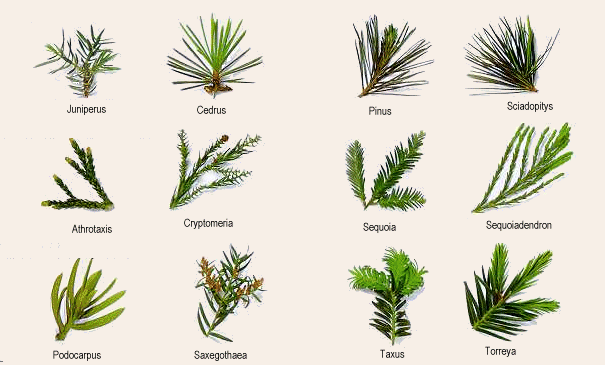 Juniperus
Cedrus
Pinus
Sciadopitys
Athrotaxis
Cryptomeria
Sequoia
Sequoiadendron
Podocarpus
Saxegothaea
Taxus
Torreya